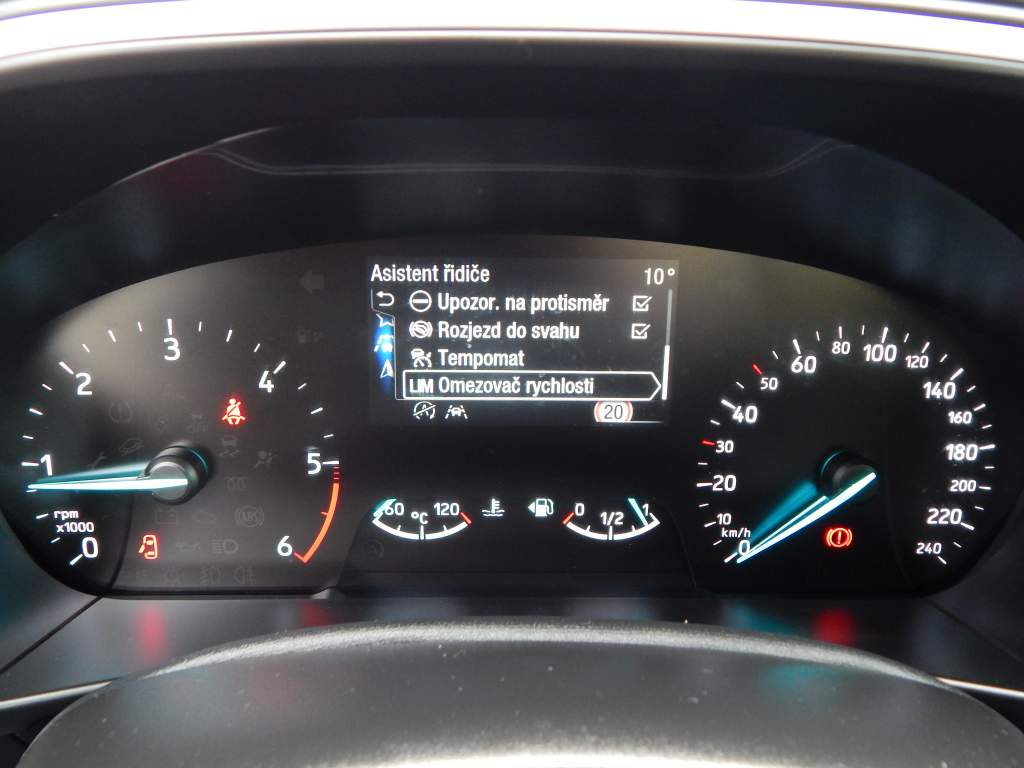 Asistent řidiče 10°
Upozor. na protisměr
Rozjezd do svahu
Tempomat
LIM Omezovač rychlosti
20
0
1
2
3
4
5
6
rpm
x1000
60 °C 120
0 1/2 1
0
10
20
30
40
50
60
80
100
120
140
160
180
200
220
240
km/h
ABS